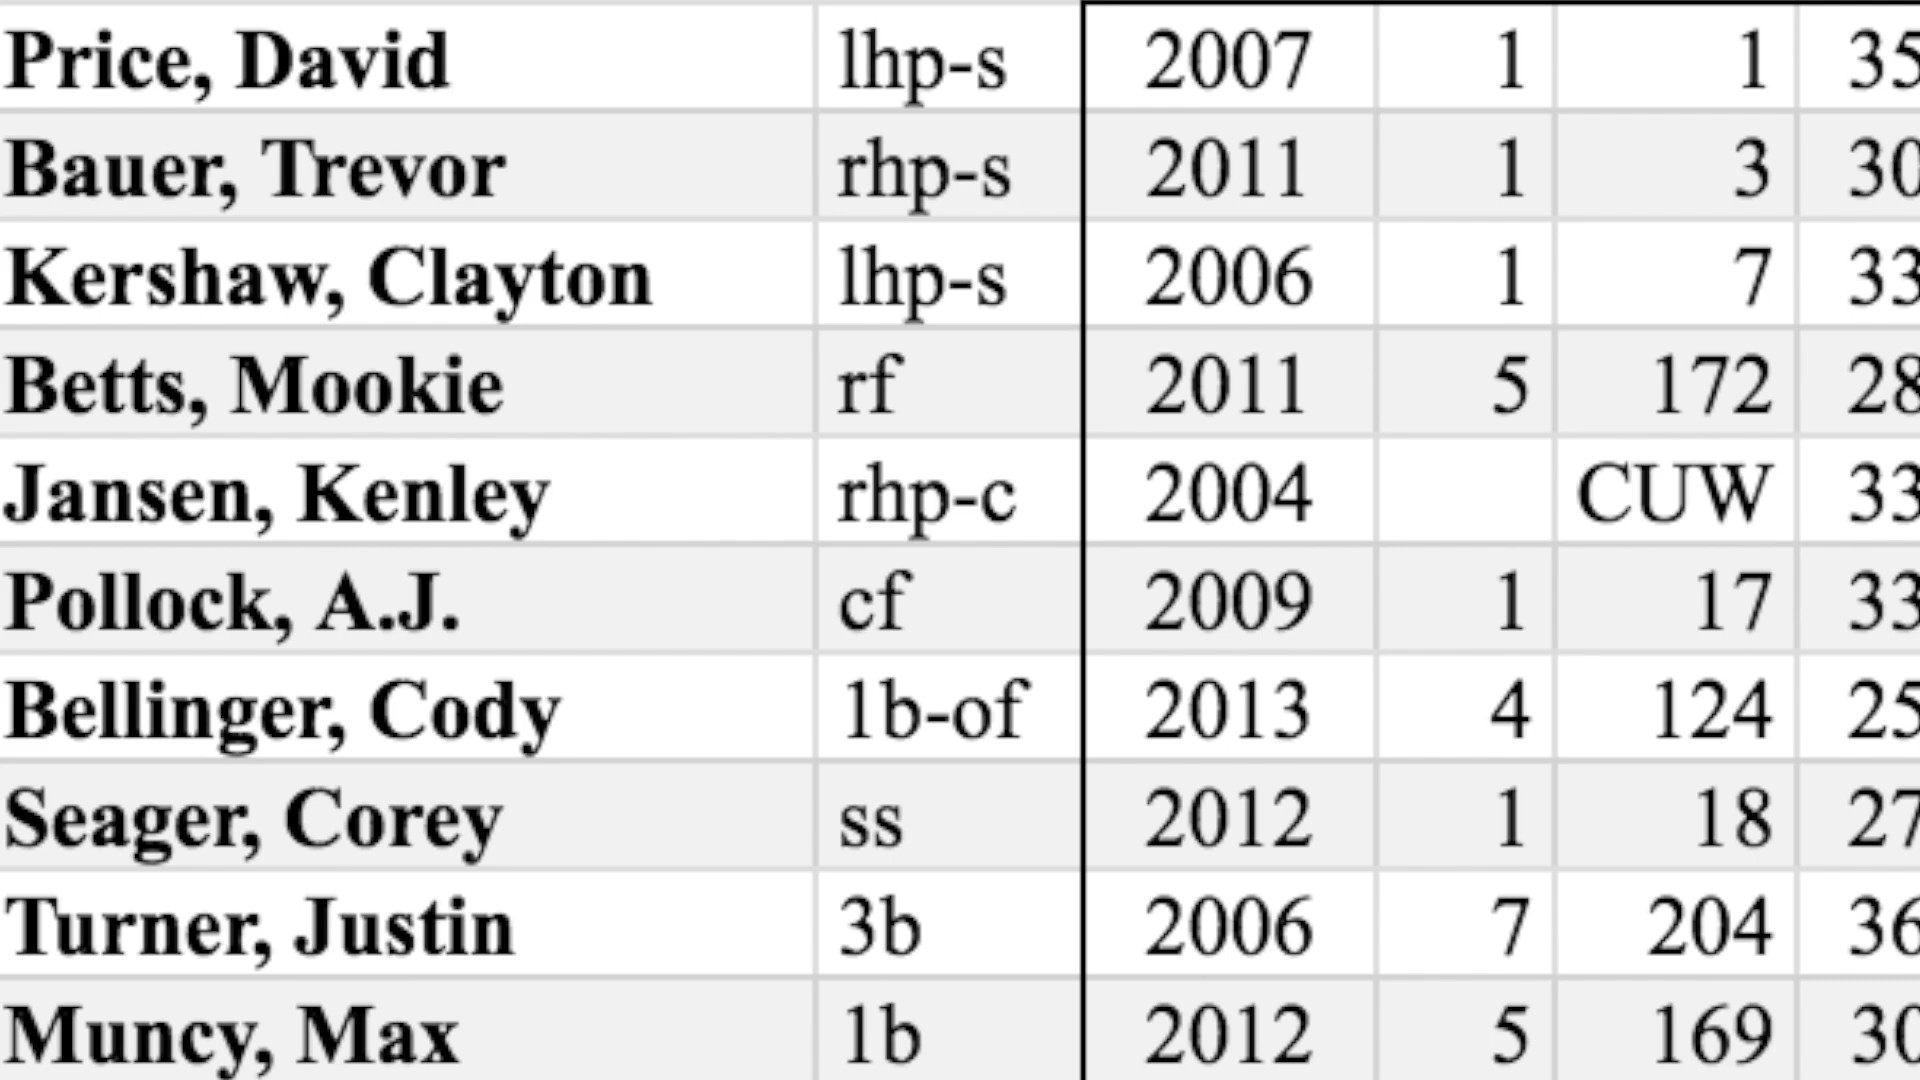 Price, David lhp-s 2007 1 1 35
Bauer, Trevor rhp-s 2011 1 3 30
Kershaw, Clayton lhp-s 2006 1 7 33
Betts, Mookie rf 2011 5 172 28
Jansen, Kenley rhp-c 2004 CUW 33
Pollock, A.J. cf 2009 1 17 33
Bellinger, Cody 1b-of 2013 4 124 25
Seager, Corey ss 2012 1 18 27
Turner, Justin 3b 2006 7 204 36
Muncy, Max 1b 2012 5 169 30